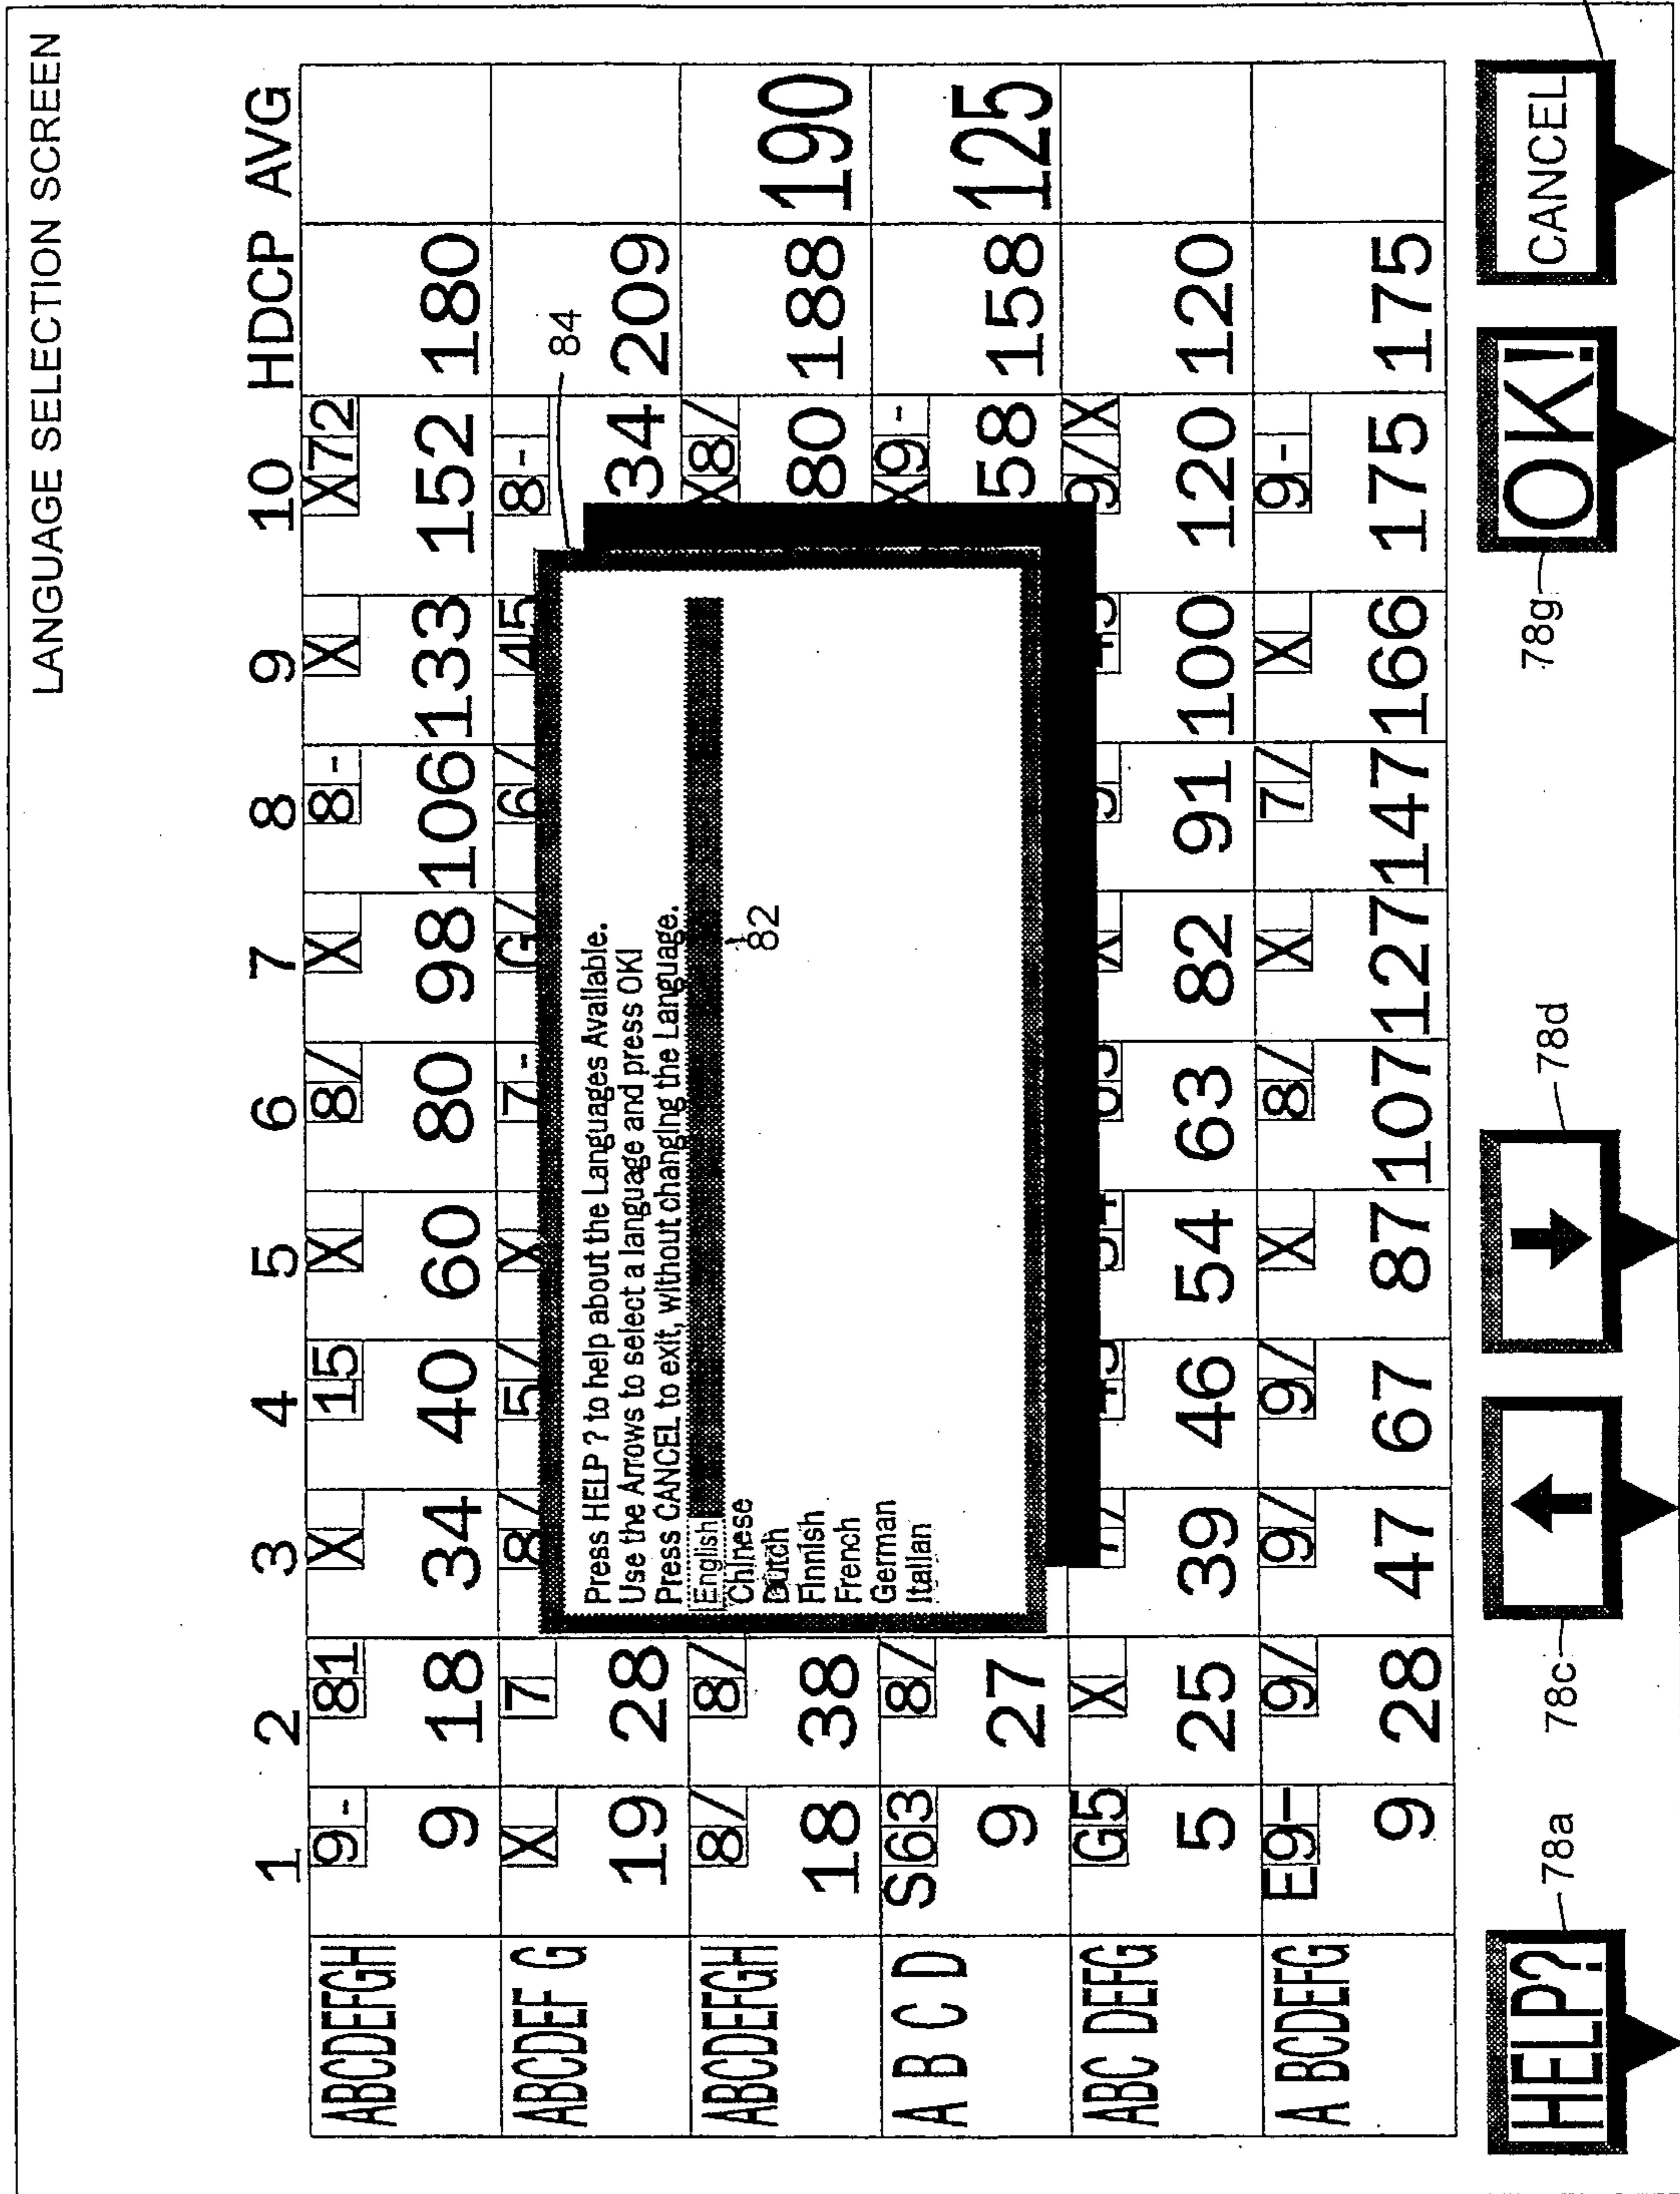 LANGUAGE SELECTION SCREEN
1 2 3 4 5 6 7 8 9 10 HDCP AVG
9- 81 X 15 X 8/ X 8- X X72
ABCDEFGH 9 18 34 40 60 80 98 106 133 152 180
X 7 8/ 5/ X 7- G/ 6/ 45 8-
84
ABCDEF G 19 28 34 209
Press HELP ? to help about the Languages Available.
Use the Arrows to select a language and press OK!
Press CANCEL to exit, without changing the Language.
English
Chinese
82
Dutch
Finnish
French
German
Italian
8/ 8/ X8/
ABCDEFGH 18 38 80 188 190
S63 8/ X9-
A B C D 9 27 58 158 125
G5 X 9/X
ABC DEFG 5 25 39 46 54 63 82 91 100 120 120
E9- 9/ 9/ 9/ X 8/ X 7/ X 9-
A BCDEFG 9 28 47 67 87 107 127 147 166 175 175
HELP? 78a 78c 78d 78g OK! CANCEL